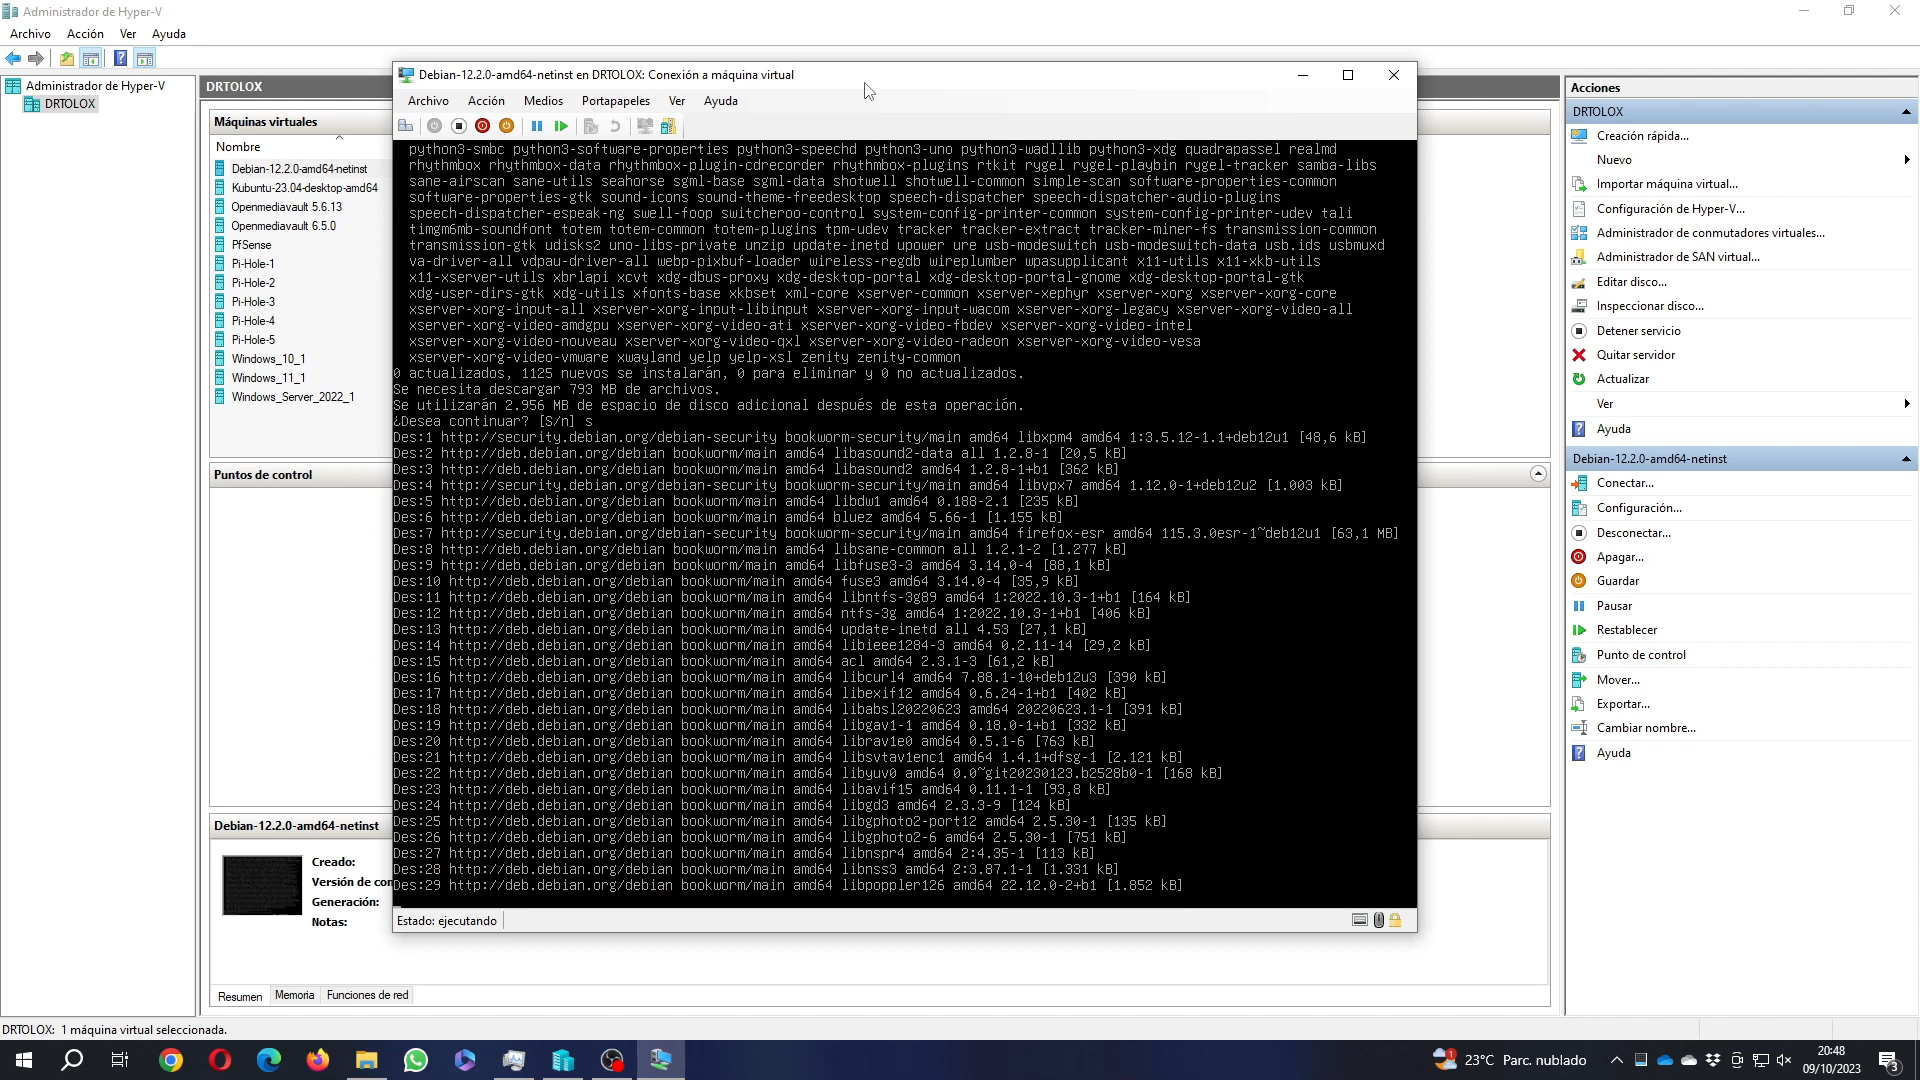 Administrador de Hyper-V
Archivo Acción Ver Ayuda
Administrador de Hyper-V
DRTOLOX
DRTOLOX
Máquinas virtuales
Nombre
Debian-12.2.0-amd64-netinst
Kubuntu-23.04-desktop-amd64
Openmediavault 5.6.13
Openmediavault 6.5.0
PfSense
Pi-Hole-1
Pi-Hole-2
Pi-Hole-3
Pi-Hole-4
Pi-Hole-5
Windows_10_1
Windows_11_1
Windows_Server_2022_1
Puntos de control
Debian-12.2.0-amd64-netinst
Creado:
Versión de con
Generación:
Notas:
Resumen Memoria Funciones de red
Debian-12.2.0-amd64-netinst en DRTOLOX: Conexión a máquina virtual
Archivo Acción Medios Portapapeles Ver Ayuda
python3-smbc python3-software-properties python3-speechd python3-uno python3-wadllib python3-xdg quadrapassel realmd
rhythmbox rhythmbox-data rhythmbox-plugin-cdrecorder rhythmbox-plugins rtkit rygel rygel-playbin rygel-tracker samba-libs
sane-airscan sane-utils seahorse sgml-base sgml-data shotwell shotwell-common simple-scan software-properties-common
software-properties-gtk sound-icons sound-theme-freedesktop speech-dispatcher speech-dispatcher-audio-plugins
speech-dispatcher-espeak-ng swell-foop switcheroo-control system-config-printer-common system-config-printer-udev tali
timgm6mb-soundfont totem totem-common totem-plugins tpm-udev tracker tracker-extract tracker-miner-fs transmission-common
transmission-gtk udisks2 uno-libs-private unzip update-inetd upower ure usb-modeswitch usb-modeswitch-data usb.ids usbmuxd
va-driver-all vdpau-driver-all webp-pixbuf-loader wireless-regdb wireplumber wpasupplicant x11-utils x11-xkb-utils
x11-xserver-utils xbrlapi xcvt xdg-dbus-proxy xdg-desktop-portal xdg-desktop-portal-gnome xdg-desktop-portal-gtk
xdg-user-dirs-gtk xdg-utils xfonts-base xkbset xml-core xserver-common xserver-xephyr xserver-xorg xserver-xorg-core
xserver-xorg-input-all xserver-xorg-input-libinput xserver-xorg-input-wacom xserver-xorg-legacy xserver-xorg-video-all
xserver-xorg-video-amdgpu xserver-xorg-video-ati xserver-xorg-video-fbdev xserver-xorg-video-intel
xserver-xorg-video-nouveau xserver-xorg-video-qxl xserver-xorg-video-radeon xserver-xorg-video-vesa
xserver-xorg-video-vmware xwayland yelp yelp-xsl zenity zenity-common
0 actualizados, 1125 nuevos se instalarán, 0 para eliminar y 0 no actualizados.
Se necesita descargar 793 MB de archivos.
Se utilizarán 2.956 MB de espacio de disco adicional después de esta operación.
¿Desea continuar? [S/n] s
Des:1 http://security.debian.org/debian-security bookworm-security/main amd64 libxpm4 amd64 1:3.5.12-1.1+deb12u1 [48,6 kB]
Des:2 http://deb.debian.org/debian bookworm/main amd64 libasound2-data all 1.2.8-1 [20,5 kB]
Des:3 http://deb.debian.org/debian bookworm/main amd64 libasound2 amd64 1.2.8-1+b1 [362 kB]
Des:4 http://security.debian.org/debian-security bookworm-security/main amd64 libvpx7 amd64 1.12.0-1+deb12u2 [1.003 kB]
Des:5 http://deb.debian.org/debian bookworm/main amd64 libdw1 amd64 0.188-2.1 [235 kB]
Des:6 http://deb.debian.org/debian bookworm/main amd64 bluez amd64 5.66-1 [1.155 kB]
Des:7 http://security.debian.org/debian-security bookworm-security/main amd64 firefox-esr amd64 115.3.0esr-1~deb12u1 [63,1 MB]
Des:8 http://deb.debian.org/debian bookworm/main amd64 libsane-common all 1.2.1-2 [1.277 kB]
Des:9 http://deb.debian.org/debian bookworm/main amd64 libfuse3-3 amd64 3.14.0-4 [88,1 kB]
Des:10 http://deb.debian.org/debian bookworm/main amd64 fuse3 amd64 3.14.0-4 [35,9 kB]
Des:11 http://deb.debian.org/debian bookworm/main amd64 libntfs-3g89 amd64 1:2022.10.3-1+b1 [164 kB]
Des:12 http://deb.debian.org/debian bookworm/main amd64 ntfs-3g amd64 1:2022.10.3-1+b1 [406 kB]
Des:13 http://deb.debian.org/debian bookworm/main amd64 update-inetd all 4.53 [27,1 kB]
Des:14 http://deb.debian.org/debian bookworm/main amd64 libieee1284-3 amd64 0.2.11-14 [29,2 kB]
Des:15 http://deb.debian.org/debian bookworm/main amd64 acl amd64 2.3.1-3 [61,2 kB]
Des:16 http://deb.debian.org/debian bookworm/main amd64 libcurl4 amd64 7.88.1-10+deb12u3 [390 kB]
Des:17 http://deb.debian.org/debian bookworm/main amd64 libexif12 amd64 0.6.24-1+b1 [402 kB]
Des:18 http://deb.debian.org/debian bookworm/main amd64 libabsl20220623 amd64 20220623.1-1 [391 kB]
Des:19 http://deb.debian.org/debian bookworm/main amd64 libgav1-1 amd64 0.18.0-1+b1 [332 kB]
Des:20 http://deb.debian.org/debian bookworm/main amd64 librav1e0 amd64 0.5.1-6 [763 kB]
Des:21 http://deb.debian.org/debian bookworm/main amd64 libsvtav1enc1 amd64 1.4.1+dfsg-1 [2.121 kB]
Des:22 http://deb.debian.org/debian bookworm/main amd64 libyuv0 amd64 0.0~git20230123.b2528b0-1 [168 kB]
Des:23 http://deb.debian.org/debian bookworm/main amd64 libavif15 amd64 0.11.1-1 [93,8 kB]
Des:24 http://deb.debian.org/debian bookworm/main amd64 libgd3 amd64 2.3.3-9 [124 kB]
Des:25 http://deb.debian.org/debian bookworm/main amd64 libgphoto2-port12 amd64 2.5.30-1 [135 kB]
Des:26 http://deb.debian.org/debian bookworm/main amd64 libgphoto2-6 amd64 2.5.30-1 [751 kB]
Des:27 http://deb.debian.org/debian bookworm/main amd64 libnspr4 amd64 2:4.35-1 [113 kB]
Des:28 http://deb.debian.org/debian bookworm/main amd64 libnss3 amd64 2:3.87.1-1 [1.331 kB]
Des:29 http://deb.debian.org/debian bookworm/main amd64 libpoppler126 amd64 22.12.0-2+b1 [1.852 kB]
Estado: ejecutando
Acciones
DRTOLOX
Creación rápida...
Nuevo
Importar máquina virtual...
Configuración de Hyper-V...
Administrador de conmutadores virtuales...
Administrador de SAN virtual...
Editar disco...
Inspeccionar disco...
Detener servicio
Quitar servidor
Actualizar
Ver
Ayuda
Debian-12.2.0-amd64-netinst
Conectar...
Configuración...
Desconectar...
Apagar...
Guardar
Pausar
Restablecer
Punto de control
Mover...
Exportar...
Cambiar nombre...
Ayuda
DRTOLOX: 1 máquina virtual seleccionada.
1
23°C Parc. nublado
20:48
09/10/2023
3